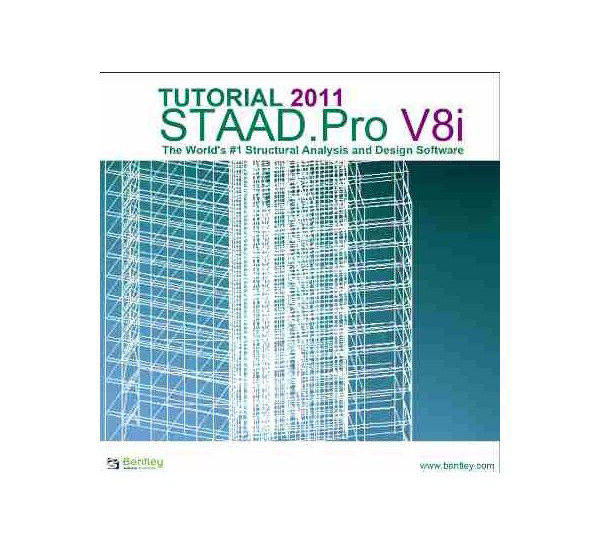 TUTORIAL 2011
STAAD.Pro V8i
The World's #1 Structural Analysis and Design Software
Bentley
www.bentley.com